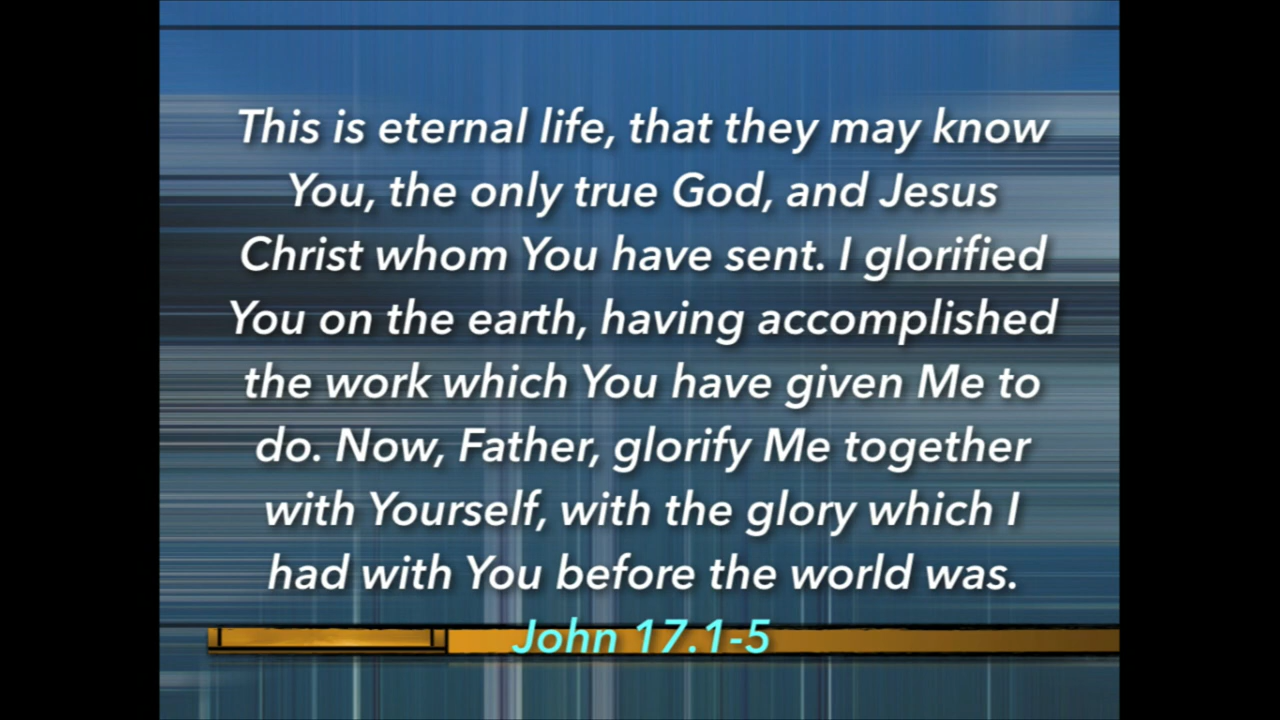 This is eternal life, that they may know
You, the only true God, and Jesus
Christ whom You have sent. I glorified
You on the earth, having accomplished
the work which You have given Me to
do. Now, Father, glorify Me together
with Yourself, with the glory which I
had with You before the world was.
John 17.1-5